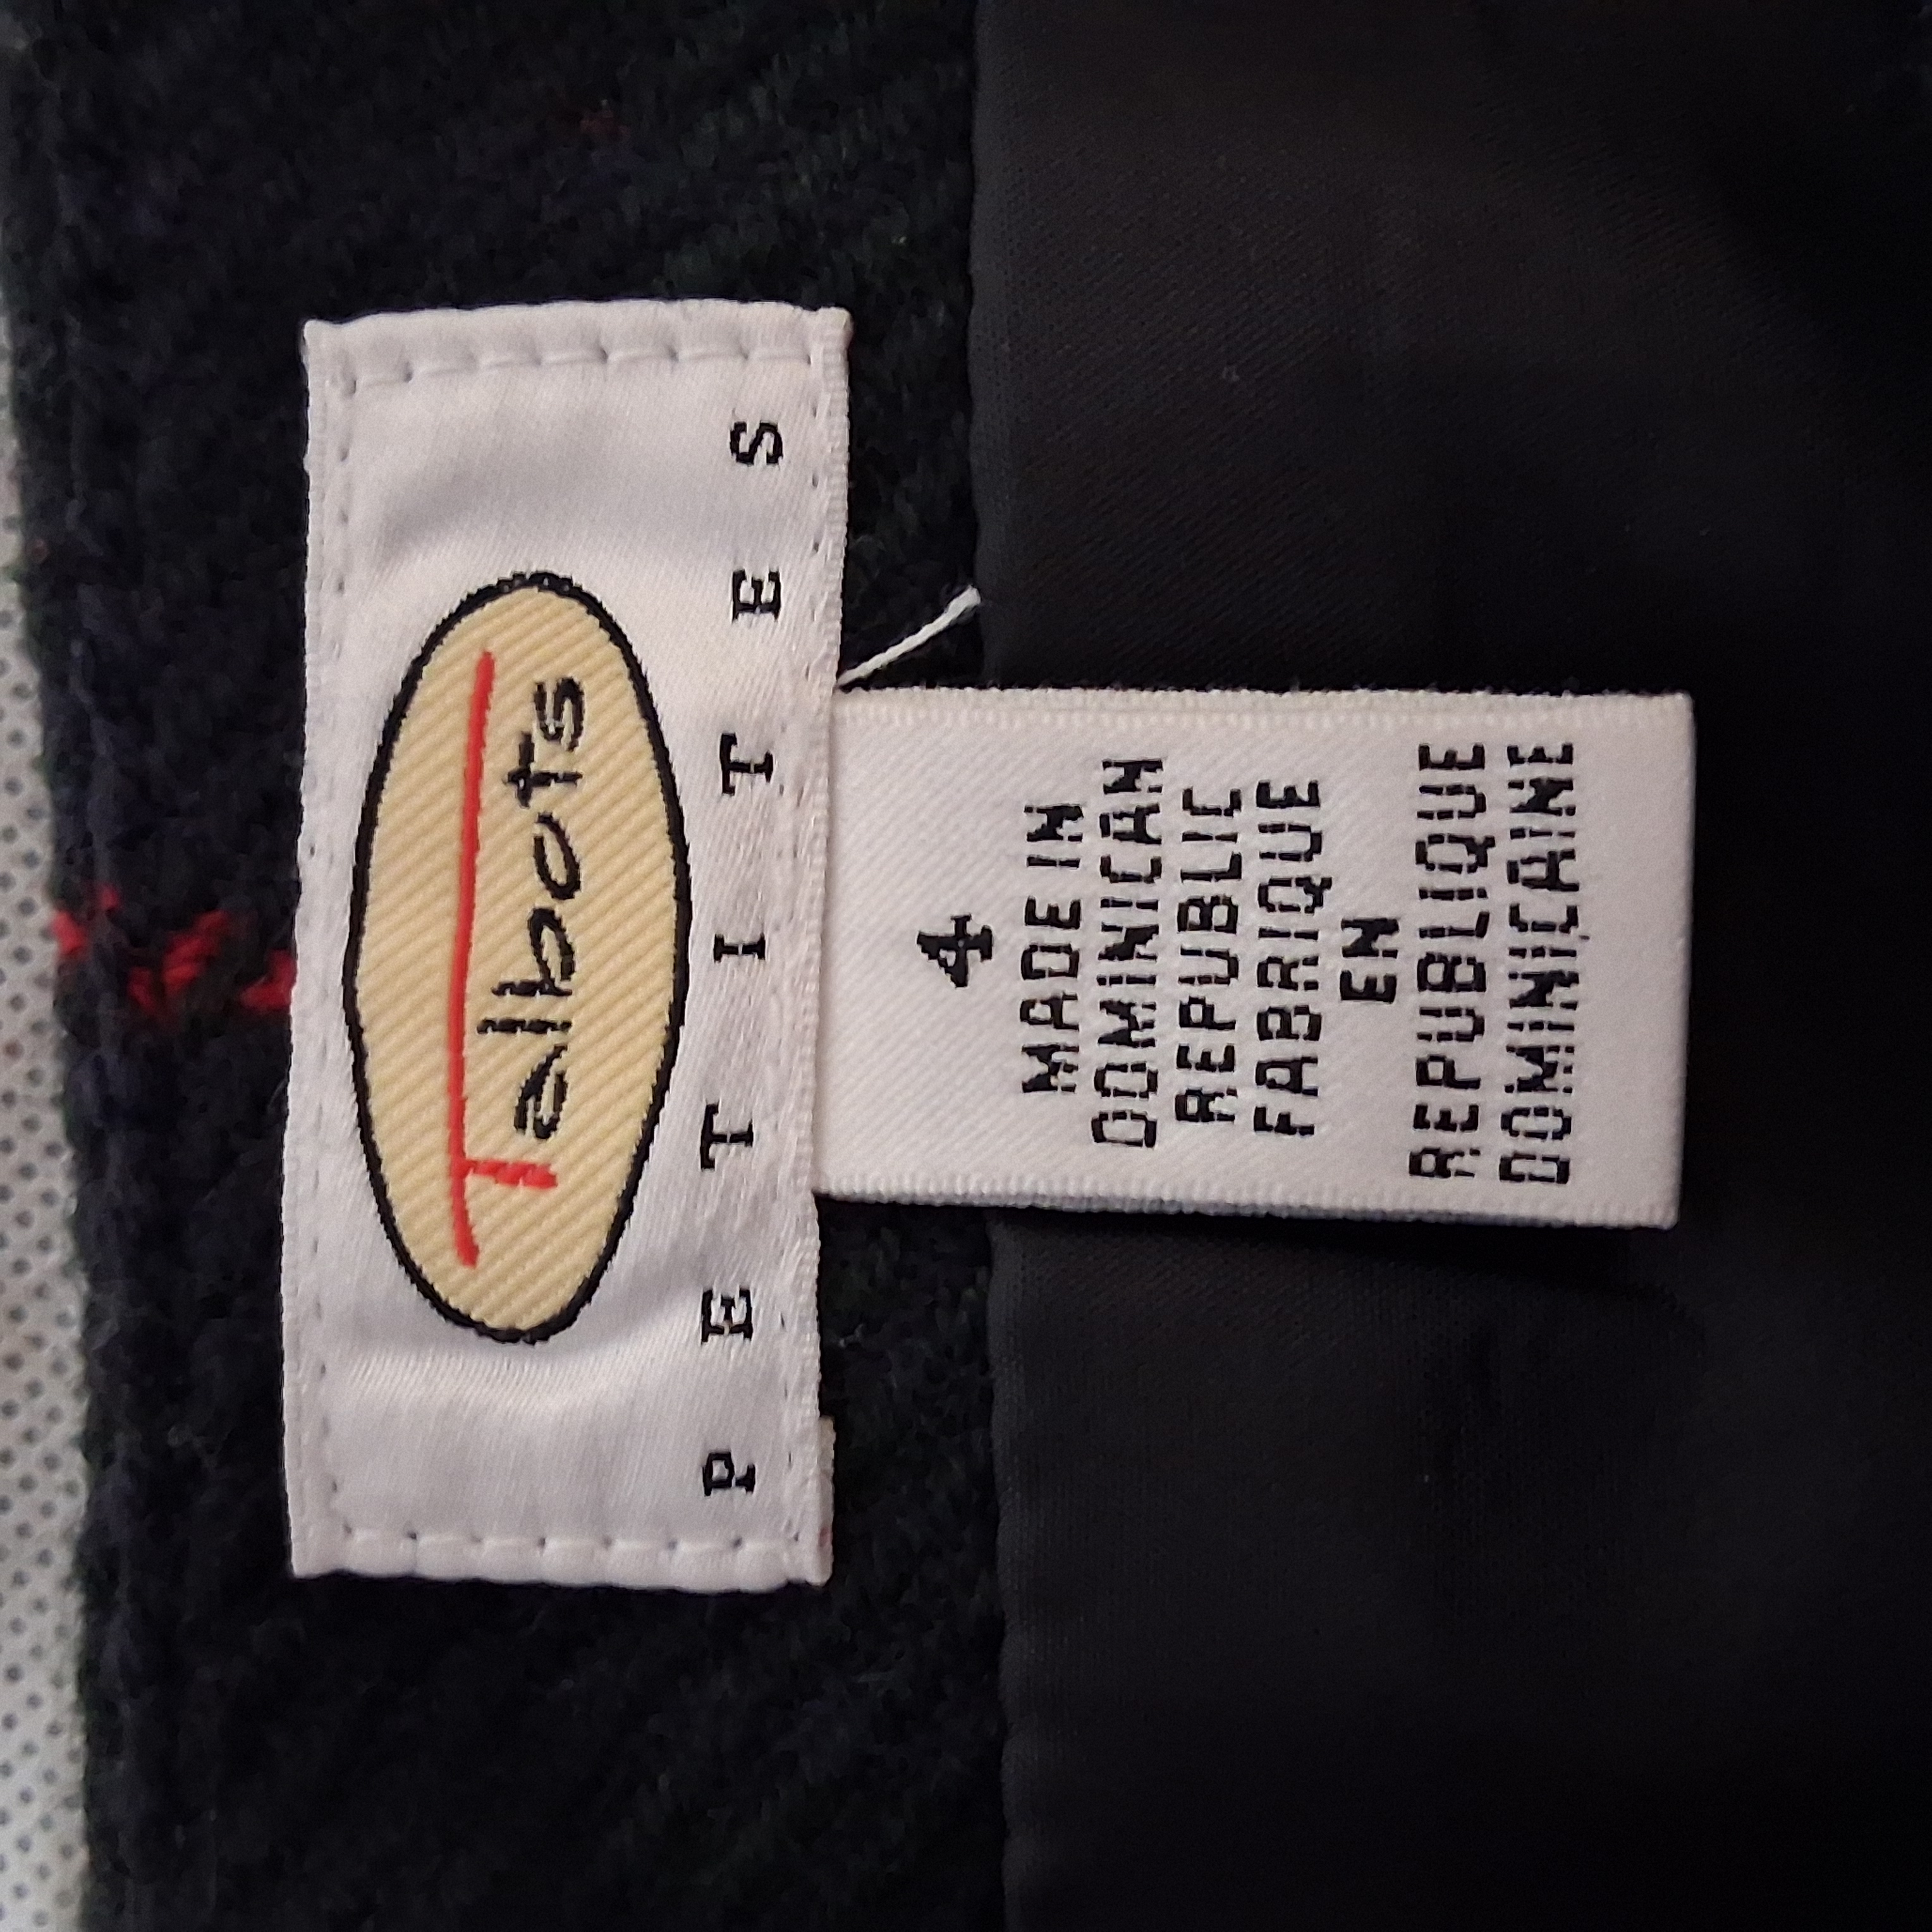 Talbots
PETITES
4
MADE IN
DOMINICAN
REPUBLIC
FABRIQUE
EN
REPUBLIQUE
DOMINICAINE